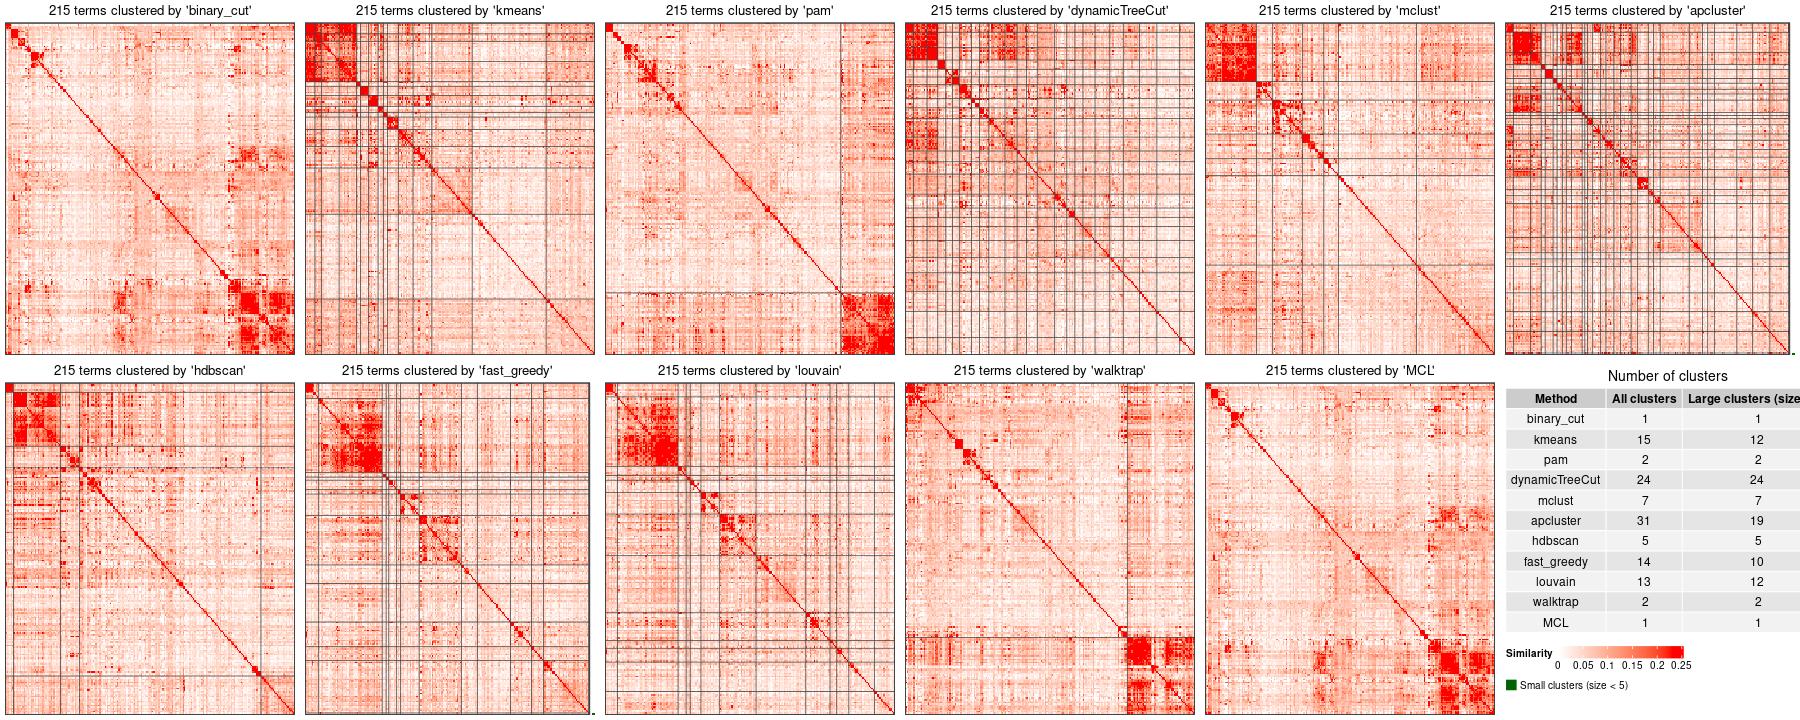 215 terms clustered by 'binary_cut'
215 terms clustered by 'kmeans'
215 terms clustered by 'pam'
215 terms clustered by 'dynamicTreeCut'
215 terms clustered by 'mclust'
215 terms clustered by 'apcluster'
215 terms clustered by 'hdbscan'
215 terms clustered by 'fast_greedy'
215 terms clustered by 'louvain'
215 terms clustered by 'walktrap'
215 terms clustered by 'MCL'
Number of clusters
Method All clusters Large clusters (size
binary_cut 1 1
kmeans 15 12
pam 2 2
dynamicTreeCut 24 24
mclust 7 7
apcluster 31 19
hdbscan 5 5
fast_greedy 14 10
louvain 13 12
walktrap 2 2
MCL 1 1
Similarity
0 0.05 0.1 0.15 0.2 0.25
Small clusters (size < 5)